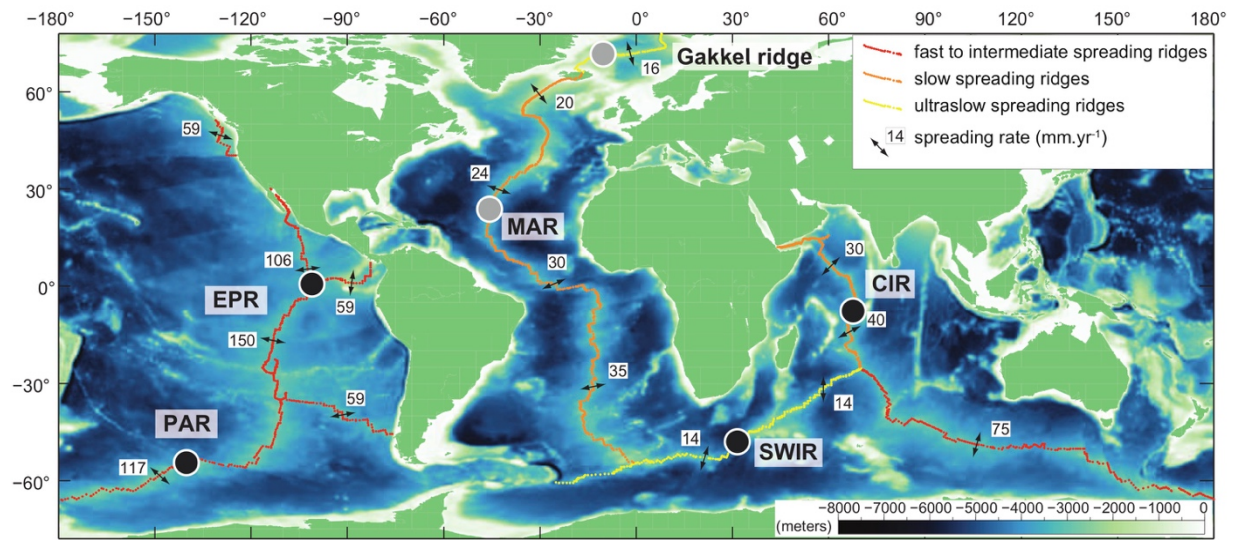 −180° −150° −120° −90° −60° −30° 0° 30° 60° 90° 120° 150° 180°
Gakkel ridge
fast to intermediate spreading ridges
slow spreading ridges
ultraslow spreading ridges
14 spreading rate (mm.yr⁻¹)
16
20
60°
59
24
30°
MAR
30
30
106
CIR
0°
EPR
59
40
150
35
−30°
59
14
PAR
14
75
SWIR
117
−60°
−8000 −7000 −6000 −5000 −4000 −3000 −2000 −1000 0
(meters)